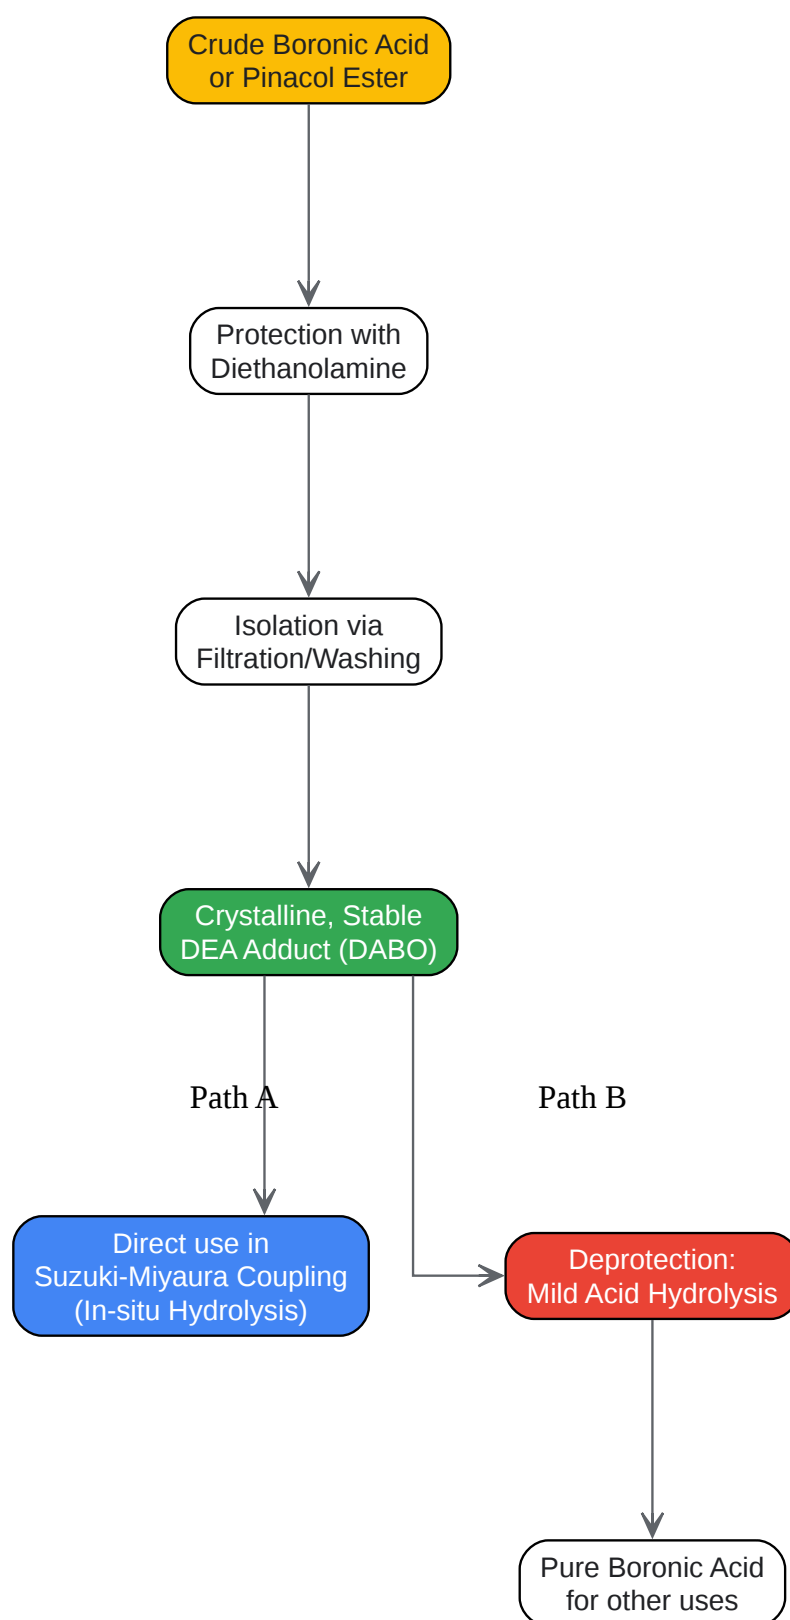 Crude Boronic Acid
or Pinacol Ester
Protection with
Diethanolamine
Isolation via
Filtration/Washing
Crystalline, Stable
DEA Adduct (DABO)
Path A
Path B
Direct use in
Suzuki-Miyaura Coupling
(In-situ Hydrolysis)
Deprotection:
Mild Acid Hydrolysis
Pure Boronic Acid
for other uses